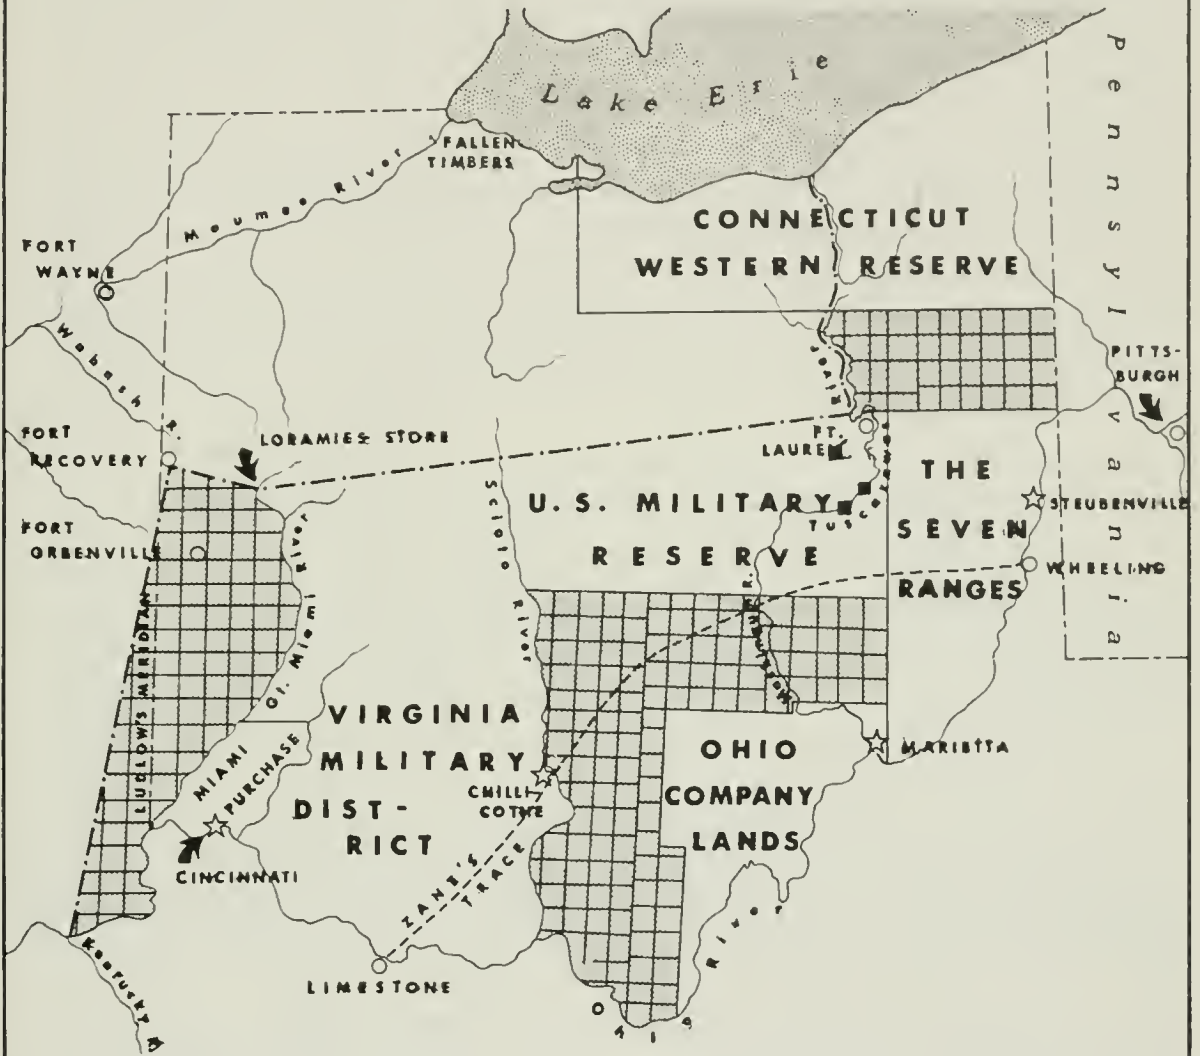 Lake Erie
Pennsylvania
FALLEN
TIMBERS
Maumee River
CONNECTICUT
WESTERN RESERVE
FORT
WAYNE
Wabash R.
PITTS-
BURGH
FORT
RECOVERY
LORAMIES STORE
FT.
LAUREN
THE
SEVEN
RANGES
STEUBENVILLE
U.S. MILITARY
RESERVE
Scioto River
FORT
GREENVILLE
WHEELING
LUDLOW'S MERIDIAN
Gt. Miami River
MUSKINGUM R.
VIRGINIA
MILITARY
DIST-
RICT
MIAMI
PURCHASE
OHIO
COMPANY
LANDS
MARIETTA
CHILLI-
COTHE
CINCINNATI
ZANE'S
TRACE
LIMESTONE
Kentucky R.
Ohio River